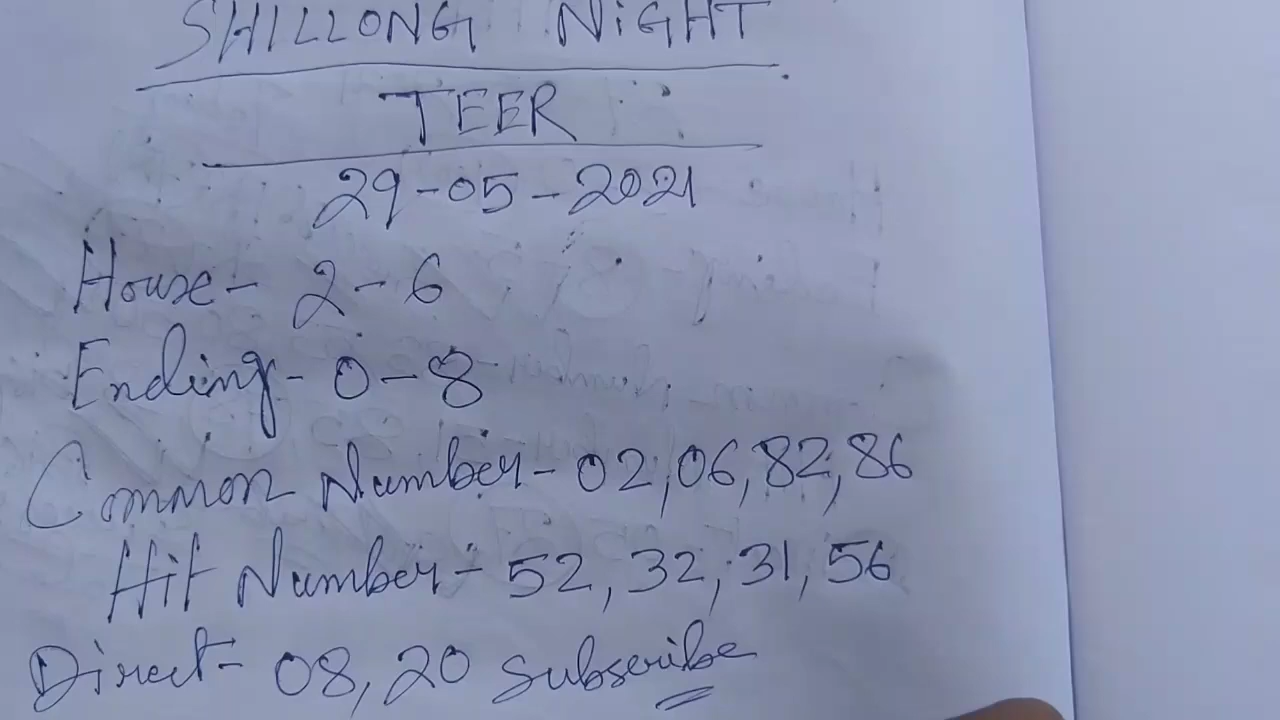 SHILLONG NiGHT
TEER
29-05-2021
House- 2-6
Ending- 0-8
Common Number- 02,06,82,86
Hit Number- 52, 32, 31, 56
Direct- 08, 20 Subscribe